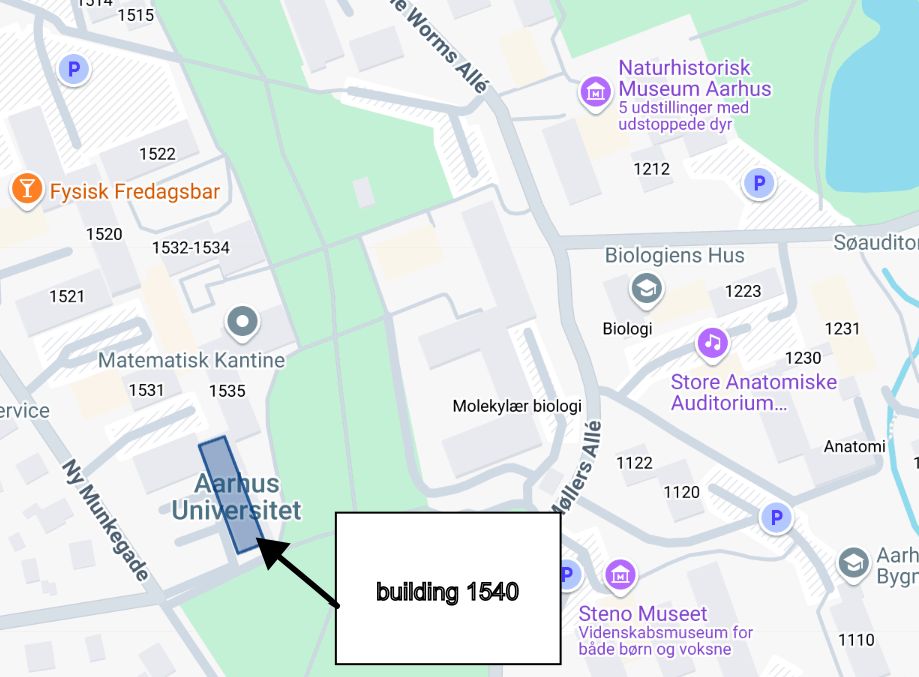 1514
1515
le Worms Allé
P
Naturhistorisk
Museum Aarhus
5 udstillinger med
udstoppede dyr
1522
1212
P
Fysisk Fredagsbar
1520
1532-1534
Søauditor
Biologiens Hus
1521
1223
Biologi
1231
Matematisk Kantine
1230
1531
1535
Store Anatomiske
Auditorium...
ervice
Molekylær biologi
Anatomi
1
Ny Munkegade
Møllers Allé
1122
1120
Aarhus
Universitet
P
building 1540
P
Aarh
Bygn
Steno Museet
Videnskabsmuseum for
både børn og voksne
1110